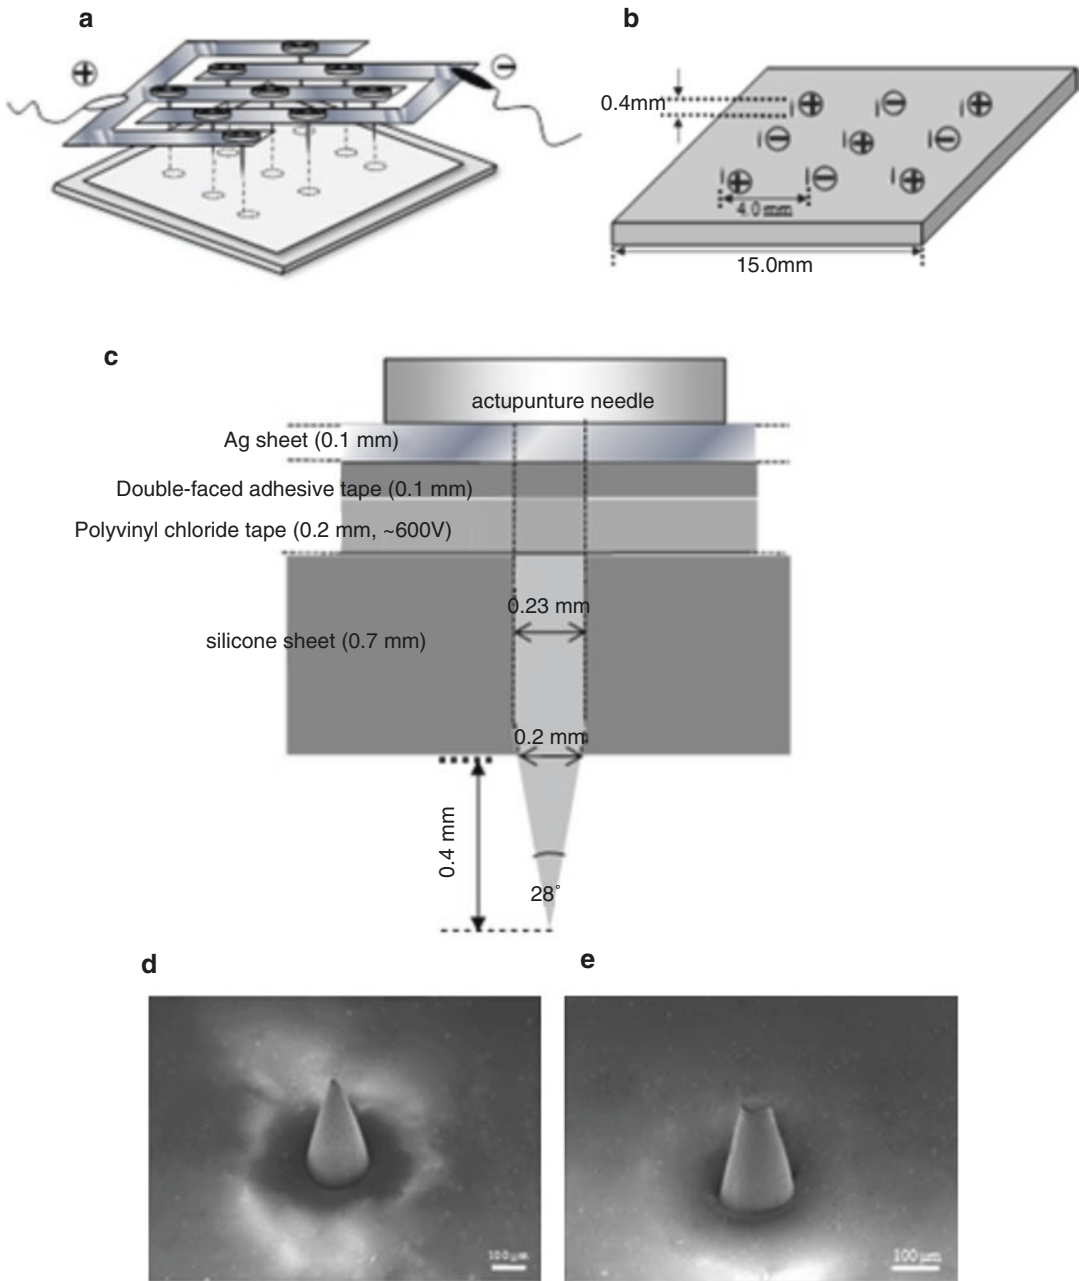 a
b
⊕
⊖
0.4mm
⊕ ⊖ ⊕
⊖ ⊕ ⊖
⊕ ⊖ ⊕
4.0 mm
15.0mm
c
actupunture needle
Ag sheet (0.1 mm)
Double-faced adhesive tape (0.1 mm)
Polyvinyl chloride tape (0.2 mm, ~600V)
0.23 mm
silicone sheet (0.7 mm)
0.2 mm
0.4 mm
28°
d
e
100 µm
100 µm